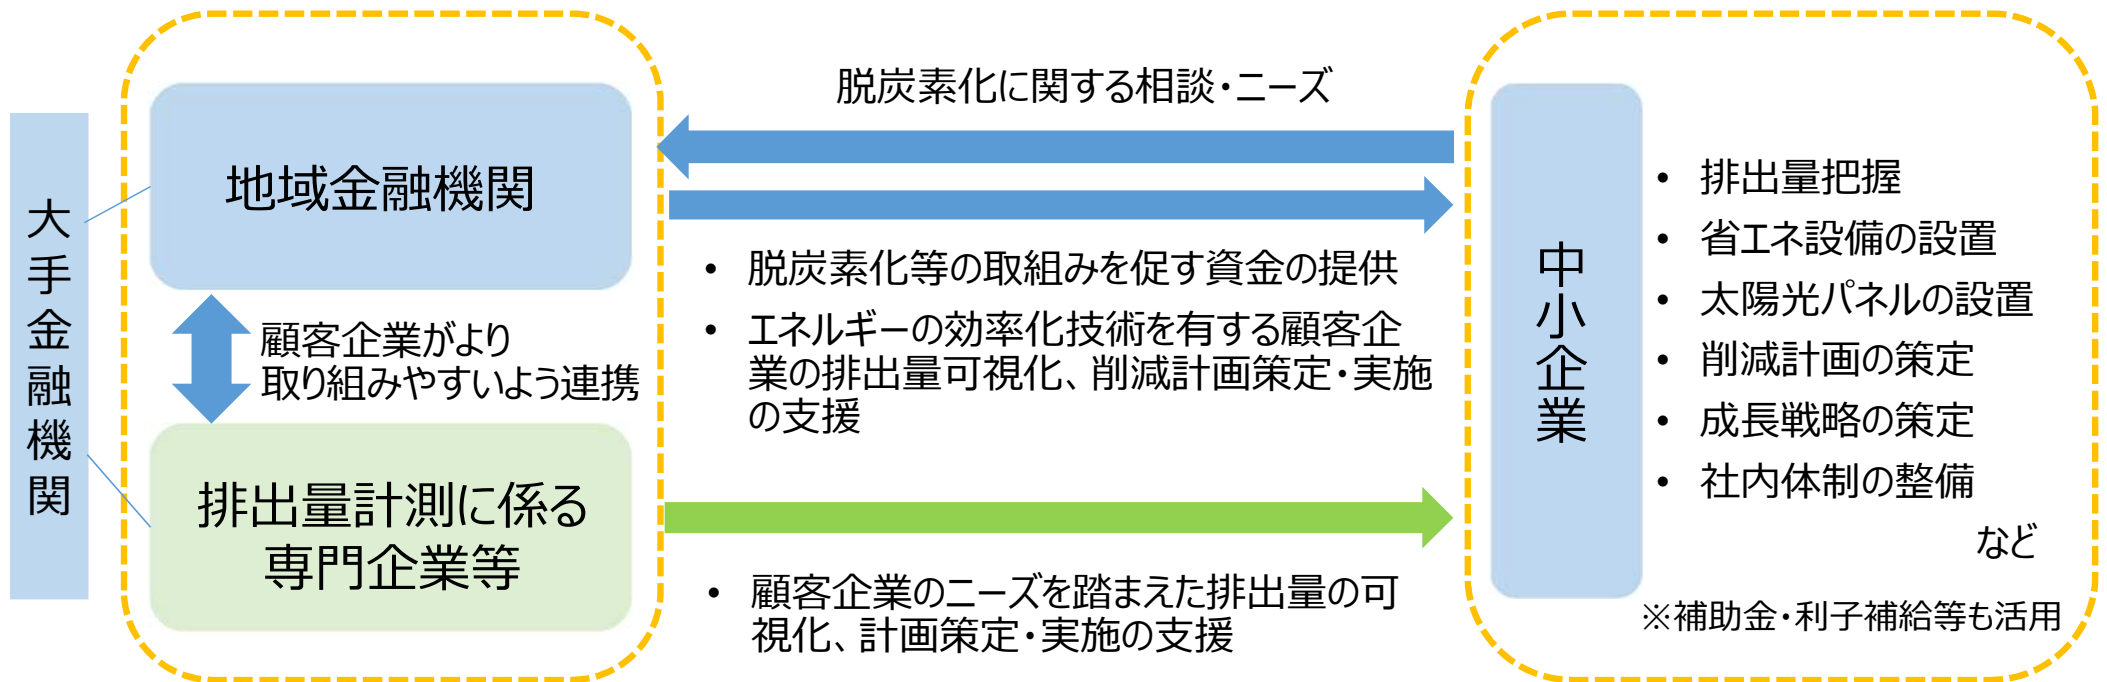 大手金融機関
地域金融機関
顧客企業がより
取り組みやすいよう連携
排出量計測に係る
専門企業等
脱炭素化に関する相談・ニーズ
• 脱炭素化等の取組みを促す資金の提供
• エネルギーの効率化技術を有する顧客企
業の排出量可視化、削減計画策定・実施
の支援
• 顧客企業のニーズを踏まえた排出量の可
視化、計画策定・実施の支援
中小企業
• 排出量把握
• 省エネ設備の設置
• 太陽光パネルの設置
• 削減計画の策定
• 成長戦略の策定
• 社内体制の整備
など
※補助金・利子補給等も活用